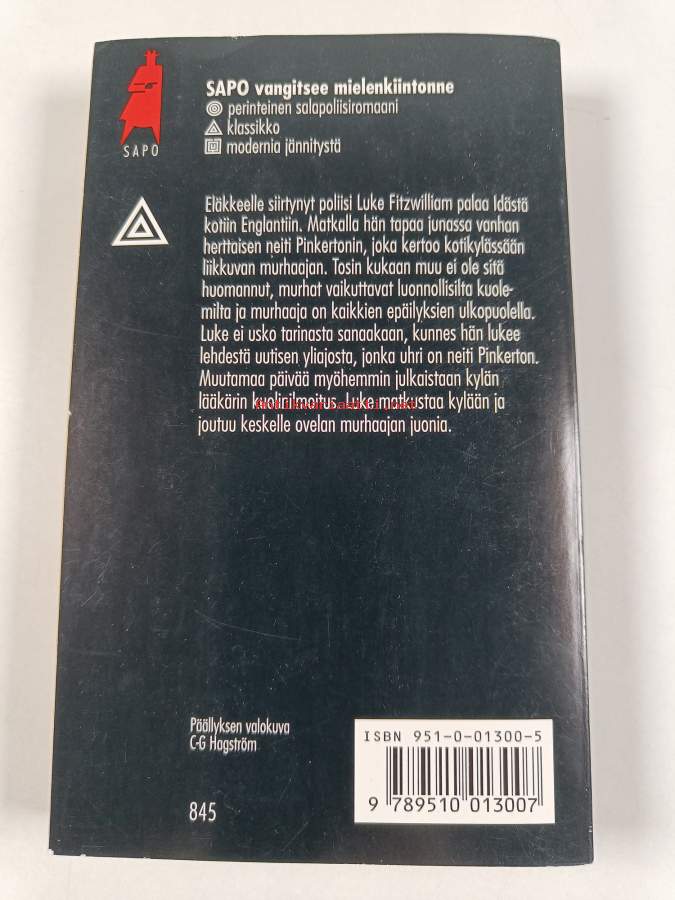 SAPO vangitsee mielenkiintonne
perinteinen salapoliisiromaani
klassikko
modernia jännitystä
SAPO
Eläkkeelle siirtynyt poliisi Luke Fitzwilliam palaa Idästä
kotiin Englantiin. Matkalla hän tapaa junassa vanhan
herttaisen neiti Pinkertonin, joka kertoo kotikylässään
liikkuvan murhaajan. Tosin kukaan muu ei ole sitä
huomannut, murhat vaikuttavat luonnollisilta kuole-
milta ja murhaaja on kaikkien epäilyksien ulkopuolella.
Luke ei usko tarinasta sanaakaan, kunnes hän lukee
lehdestä uutisen yliajosta, jonka uhri on neiti Pinkerton.
Muutamaa päivää myöhemmin julkaistaan kylän
lääkärin kuolinilmoitus. Luke matkustaa kylään ja
joutuu keskelle ovelan murhaajan juonia.
Päällyksen valokuva
C-G Hagström
845
ISBN 951-0-01300-5
9 789510 013007